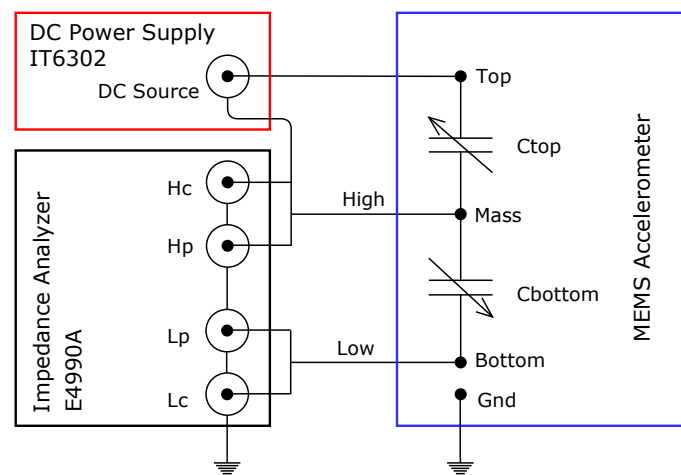 DC Power Supply
IT6302
DC Source
Impedance Analyzer
E4990A
Hc
Hp
Lp
Lc
High
Low
Top
Ctop
Mass
Cbottom
Bottom
Gnd
MEMS Accelerometer